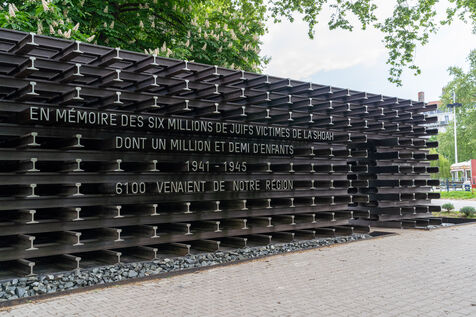 EN MÉMOIRE DES SIX MILLIONS DE JUIFS VICTIMES DE LA SHOAH
DONT UN MILLION ET DEMI D'ENFANTS
1941 - 1945
6100 VENAIENT DE NOTRE RÉGION